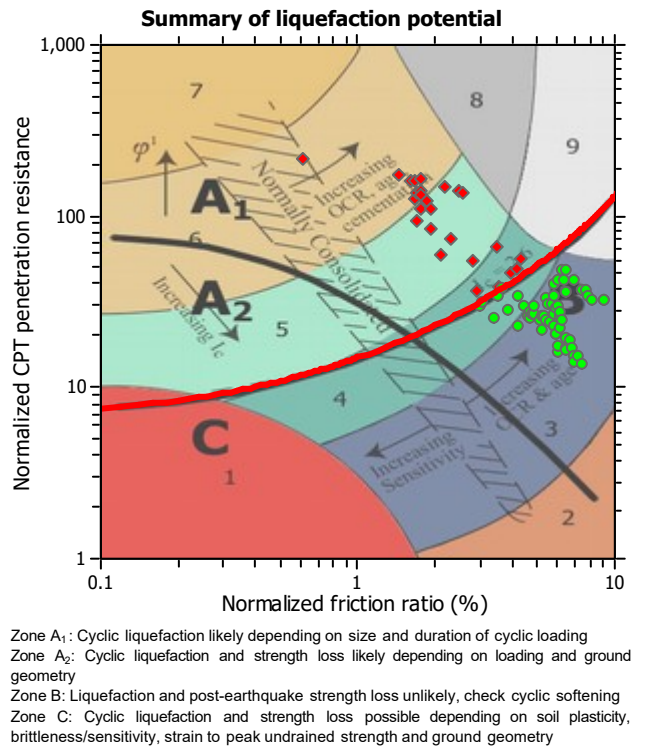 Summary of liquefaction potential
Normalized CPT penetration resistance
1,000
100
10
1
7
8
9
φ'
A1
Normally Consolidated
Increasing
OCR, age
cementation
6
A2
Increasing Ic
5
B
4
Increasing
OCR & age
3
C
1
Increasing
Sensitivity
2
0.1
1
10
Normalized friction ratio (%)
Zone A1: Cyclic liquefaction likely depending on size and duration of cyclic loading
Zone A2: Cyclic liquefaction and strength loss likely depending on loading and ground
geometry
Zone B: Liquefaction and post-earthquake strength loss unlikely, check cyclic softening
Zone C: Cyclic liquefaction and strength loss possible depending on soil plasticity,
brittleness/sensitivity, strain to peak undrained strength and ground geometry